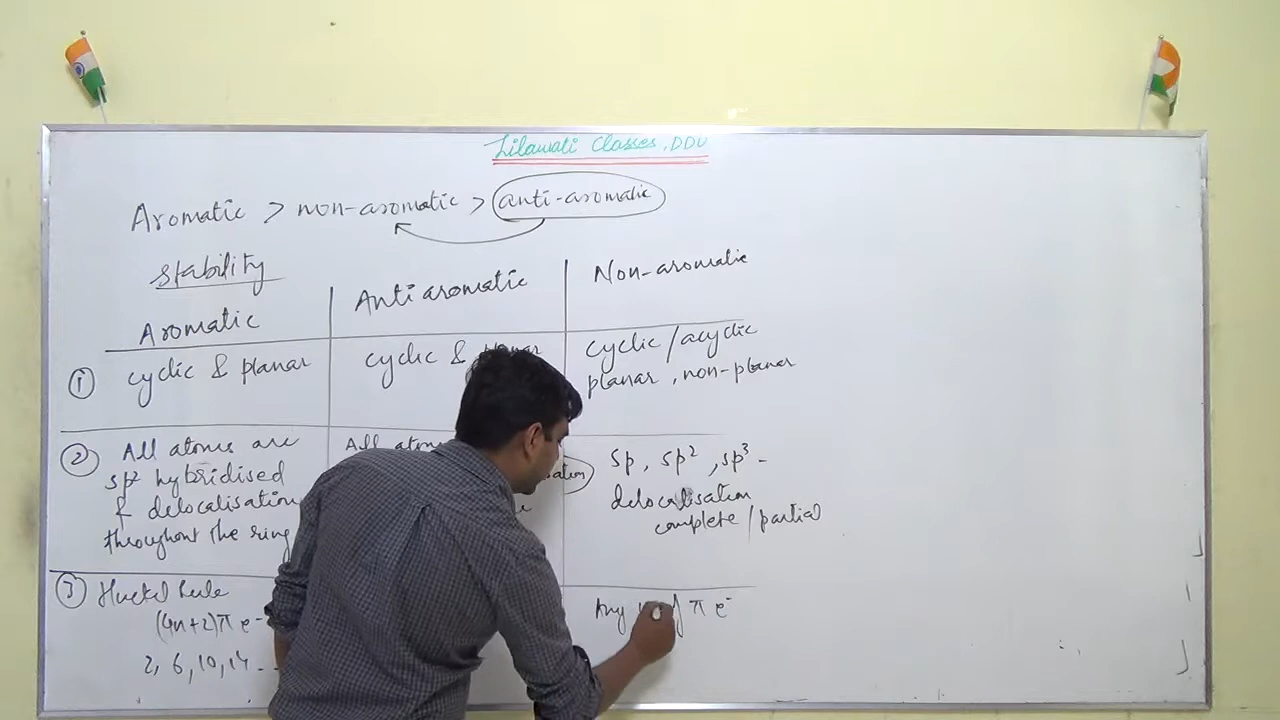 Lilawati Classes, DDU
Aromatic > non-aromatic > anti-aromatic
stability
Aromatic
Anti aromatic
Non-aromatic
① cyclic & planar
cyclic &
cyclic / acyclic
planar, non-planar
② All atoms are
sp² hybridised
& delocalisation
throughout the ring
All atoms
sp, sp², sp³ -
delocalisation
complete / partial
③ Huckel Rule
(4n+2)π e⁻
2, 6, 10, 14 - -
Any π e⁻